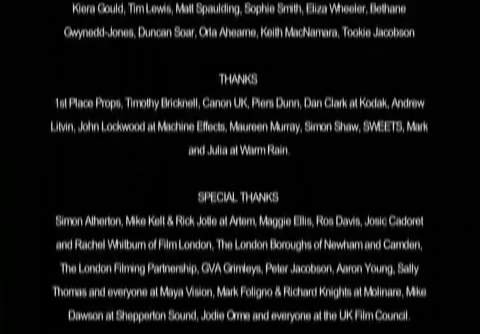 Kiera Gould, Tim Lewis, Matt Spaulding, Sophie Smith, Eliza Wheeler, Bethane
Gwynedd-Jones, Duncan Soar, Orla Ahearne, Keith MacNamara, Tookie Jacobson
THANKS
1st Place Props, Timothy Bricknell, Canon UK, Piers Dunn, Dan Clark at Kodak, Andrew
Litvin, John Lockwood at Machine Effects, Maureen Murray, Simon Shaw, SWEETS, Mark
and Julia at Warm Rain.
SPECIAL THANKS
Simon Atherton, Mike Kelt & Rick Jolle at Artem, Maggie Ellis, Ros Davis, Josic Cadoret
and Rachel Whilburn of Film London, The London Boroughs of Newham and Camden,
The London Filming Partnership, GVA Grimleys, Peter Jacobson, Aaron Young, Sally
Thomas and everyone at Maya Vision, Mark Foligno & Richard Knights at Molinare, Mike
Dawson at Shepperton Sound, Jodie Orme and everyone at the UK Film Council.